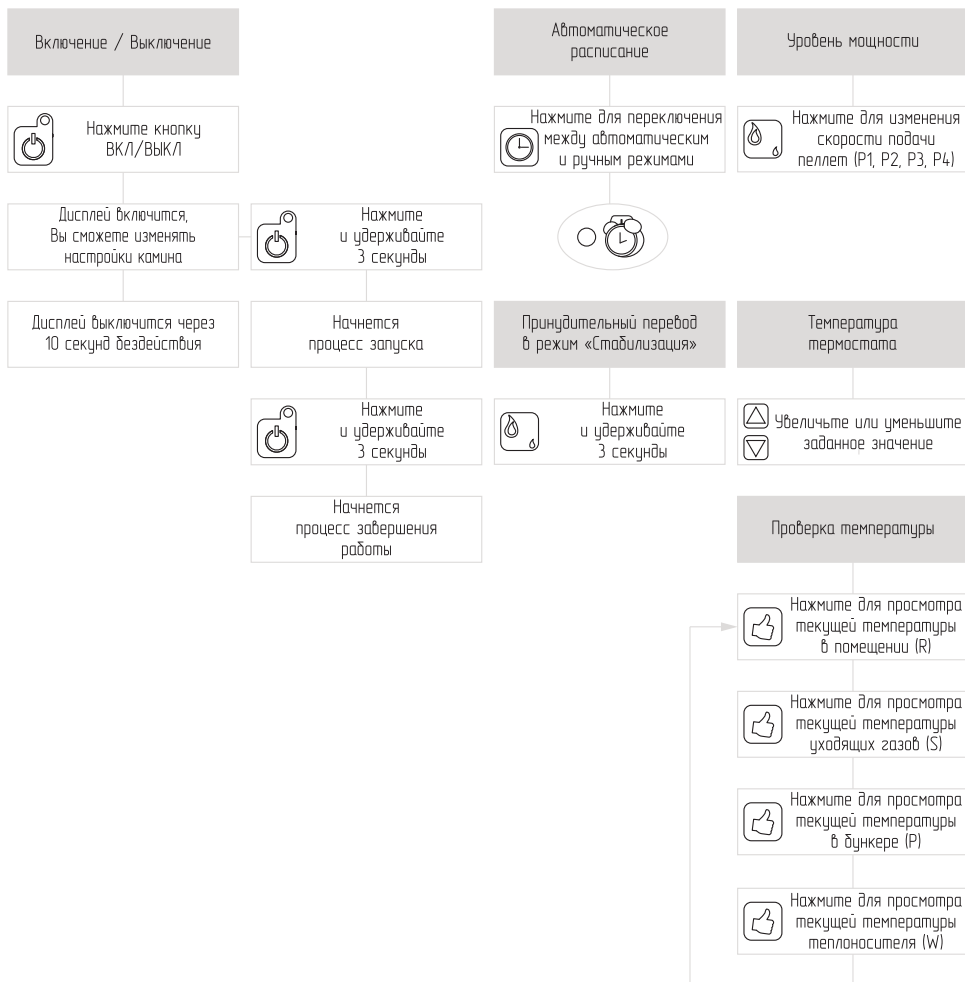 Включение / Выключение
Нажмите кнопку
ВКЛ/ВЫКЛ
Дисплей включится,
Вы сможете изменять
настройки камина
Дисплей выключится через
10 секунд бездействия
Нажмите
и удерживайте
3 секунды
Начнется
процесс запуска
Нажмите
и удерживайте
3 секунды
Начнется
процесс завершения
работы
Автоматическое
расписание
Нажмите для переключения
между автоматическим
и ручным режимами
Принудительный перевод
в режим «Стабилизация»
Нажмите
и удерживайте
3 секунды
Уровень мощности
Нажмите для изменения
скорости подачи
пеллет (P1, P2, P3, P4)
Температура
термостата
Увеличьте или уменьшите
заданное значение
Проверка температуры
Нажмите для просмотра
текущей температуры
в помещении (R)
Нажмите для просмотра
текущей температуры
уходящих газов (S)
Нажмите для просмотра
текущей температуры
в бункере (P)
Нажмите для просмотра
текущей температуры
теплоносителя (W)